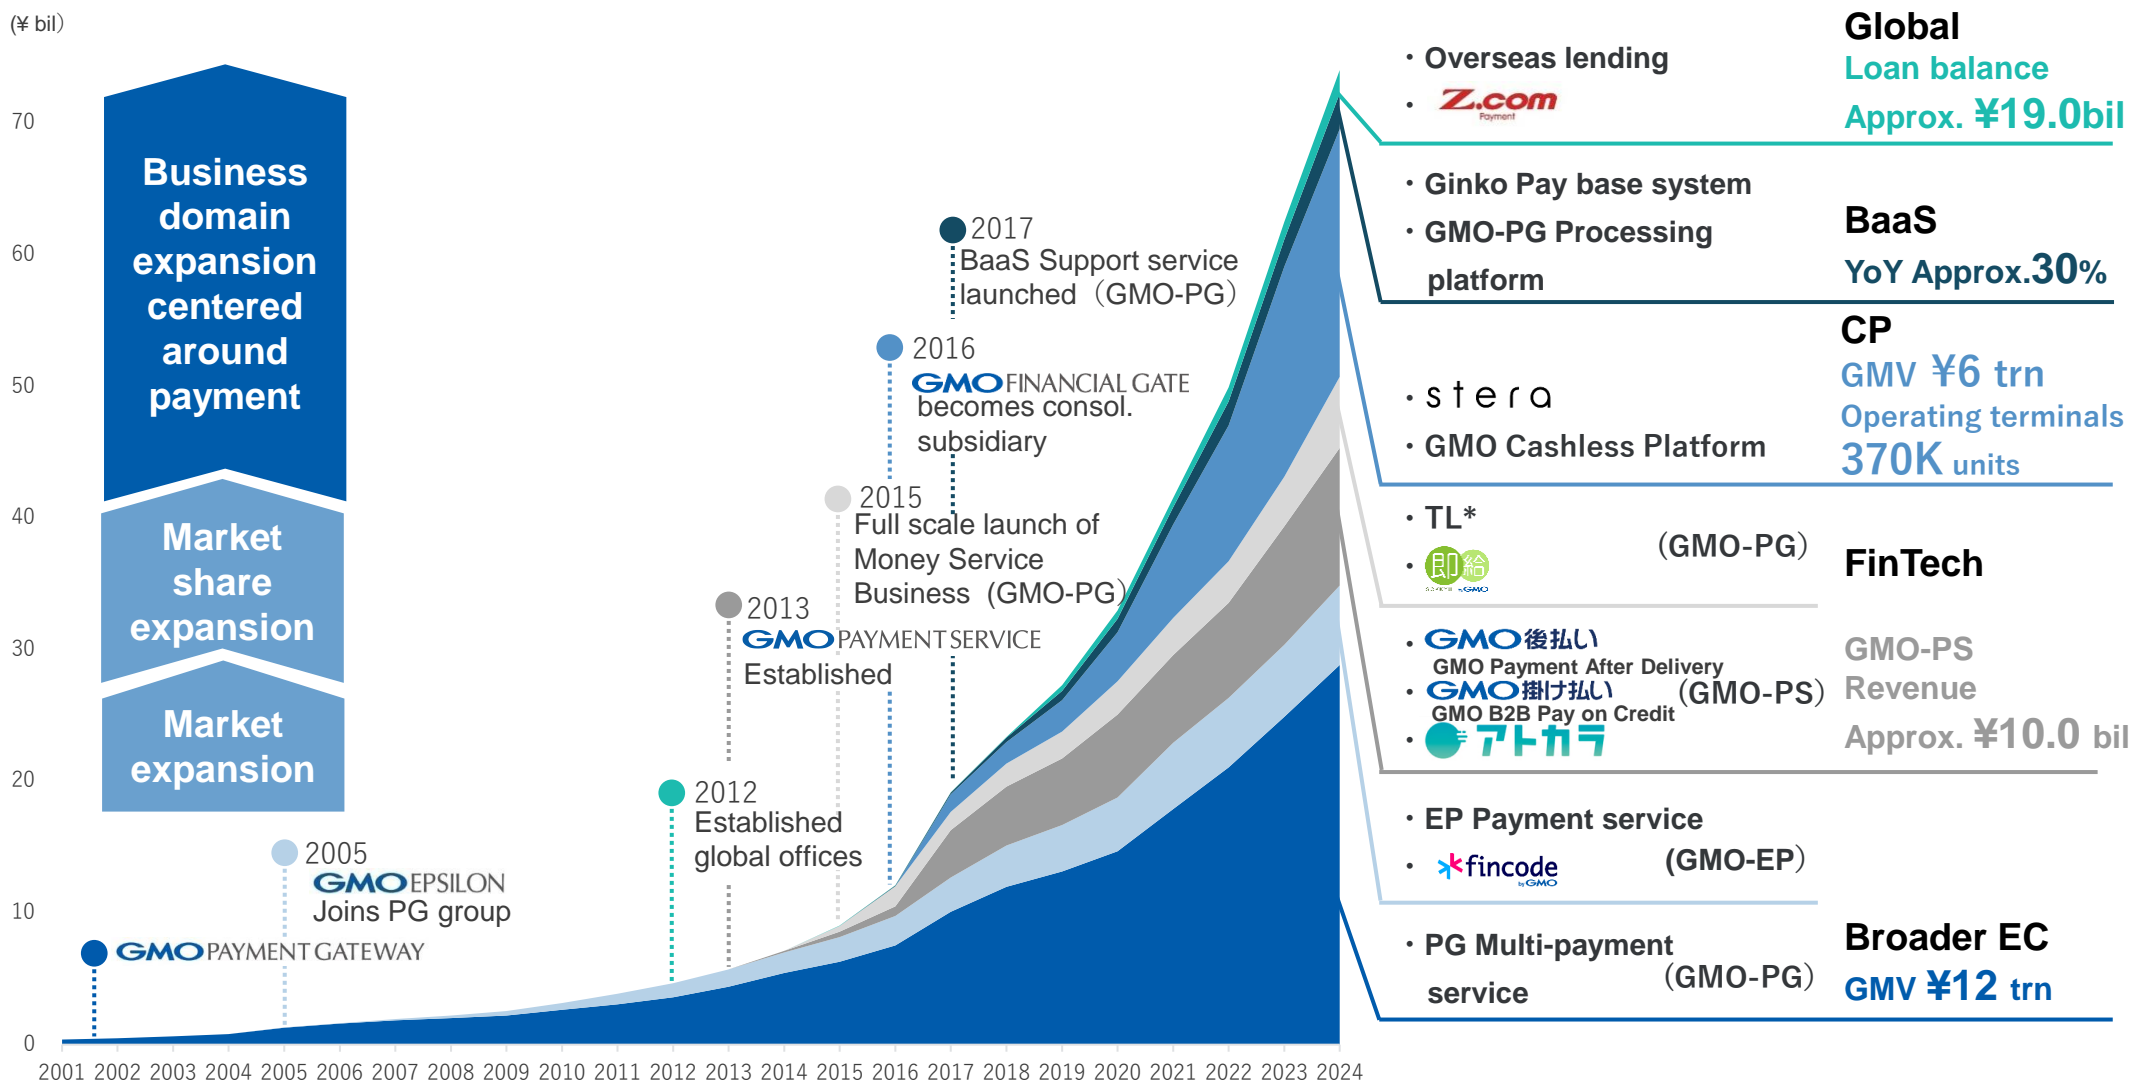 (¥ bil)
70
60
50
40
30
20
10
0
Business
domain
expansion
centered
around
payment
Market
share
expansion
Market
expansion
GMO PAYMENT GATEWAY
2005
GMO EPSILON
Joins PG group
2012
Established
global offices
2013
GMO PAYMENT SERVICE
Established
2015
Full scale launch of
Money Service
Business (GMO-PG)
2016
GMO FINANCIAL GATE
becomes consol.
subsidiary
2017
BaaS Support service
launched（GMO-PG）
2001 2002 2003 2004 2005 2006 2007 2008 2009 2010 2011 2012 2013 2014 2015 2016 2017 2018 2019 2020 2021 2022 2023 2024
・Overseas lending
・Z.com
Payment
Global
Loan balance
Approx. ¥19.0bil
・Ginko Pay base system
・GMO-PG Processing
platform
BaaS
YoY Approx.30%
・stera
・GMO Cashless Platform
CP
GMV ¥6 trn
Operating terminals
370K units
・TL*
・即給
byGMO
（GMO-PG）
FinTech
・GMO後払い
GMO Payment After Delivery
・GMO掛け払い
GMO B2B Pay on Credit
・アトカラ
（GMO-PS）
GMO-PS
Revenue
Approx. ¥10.0 bil
・EP Payment service
・fincode
byGMO
(GMO-EP）
・PG Multi-payment
service
（GMO-PG）
Broader EC
GMV ¥12 trn